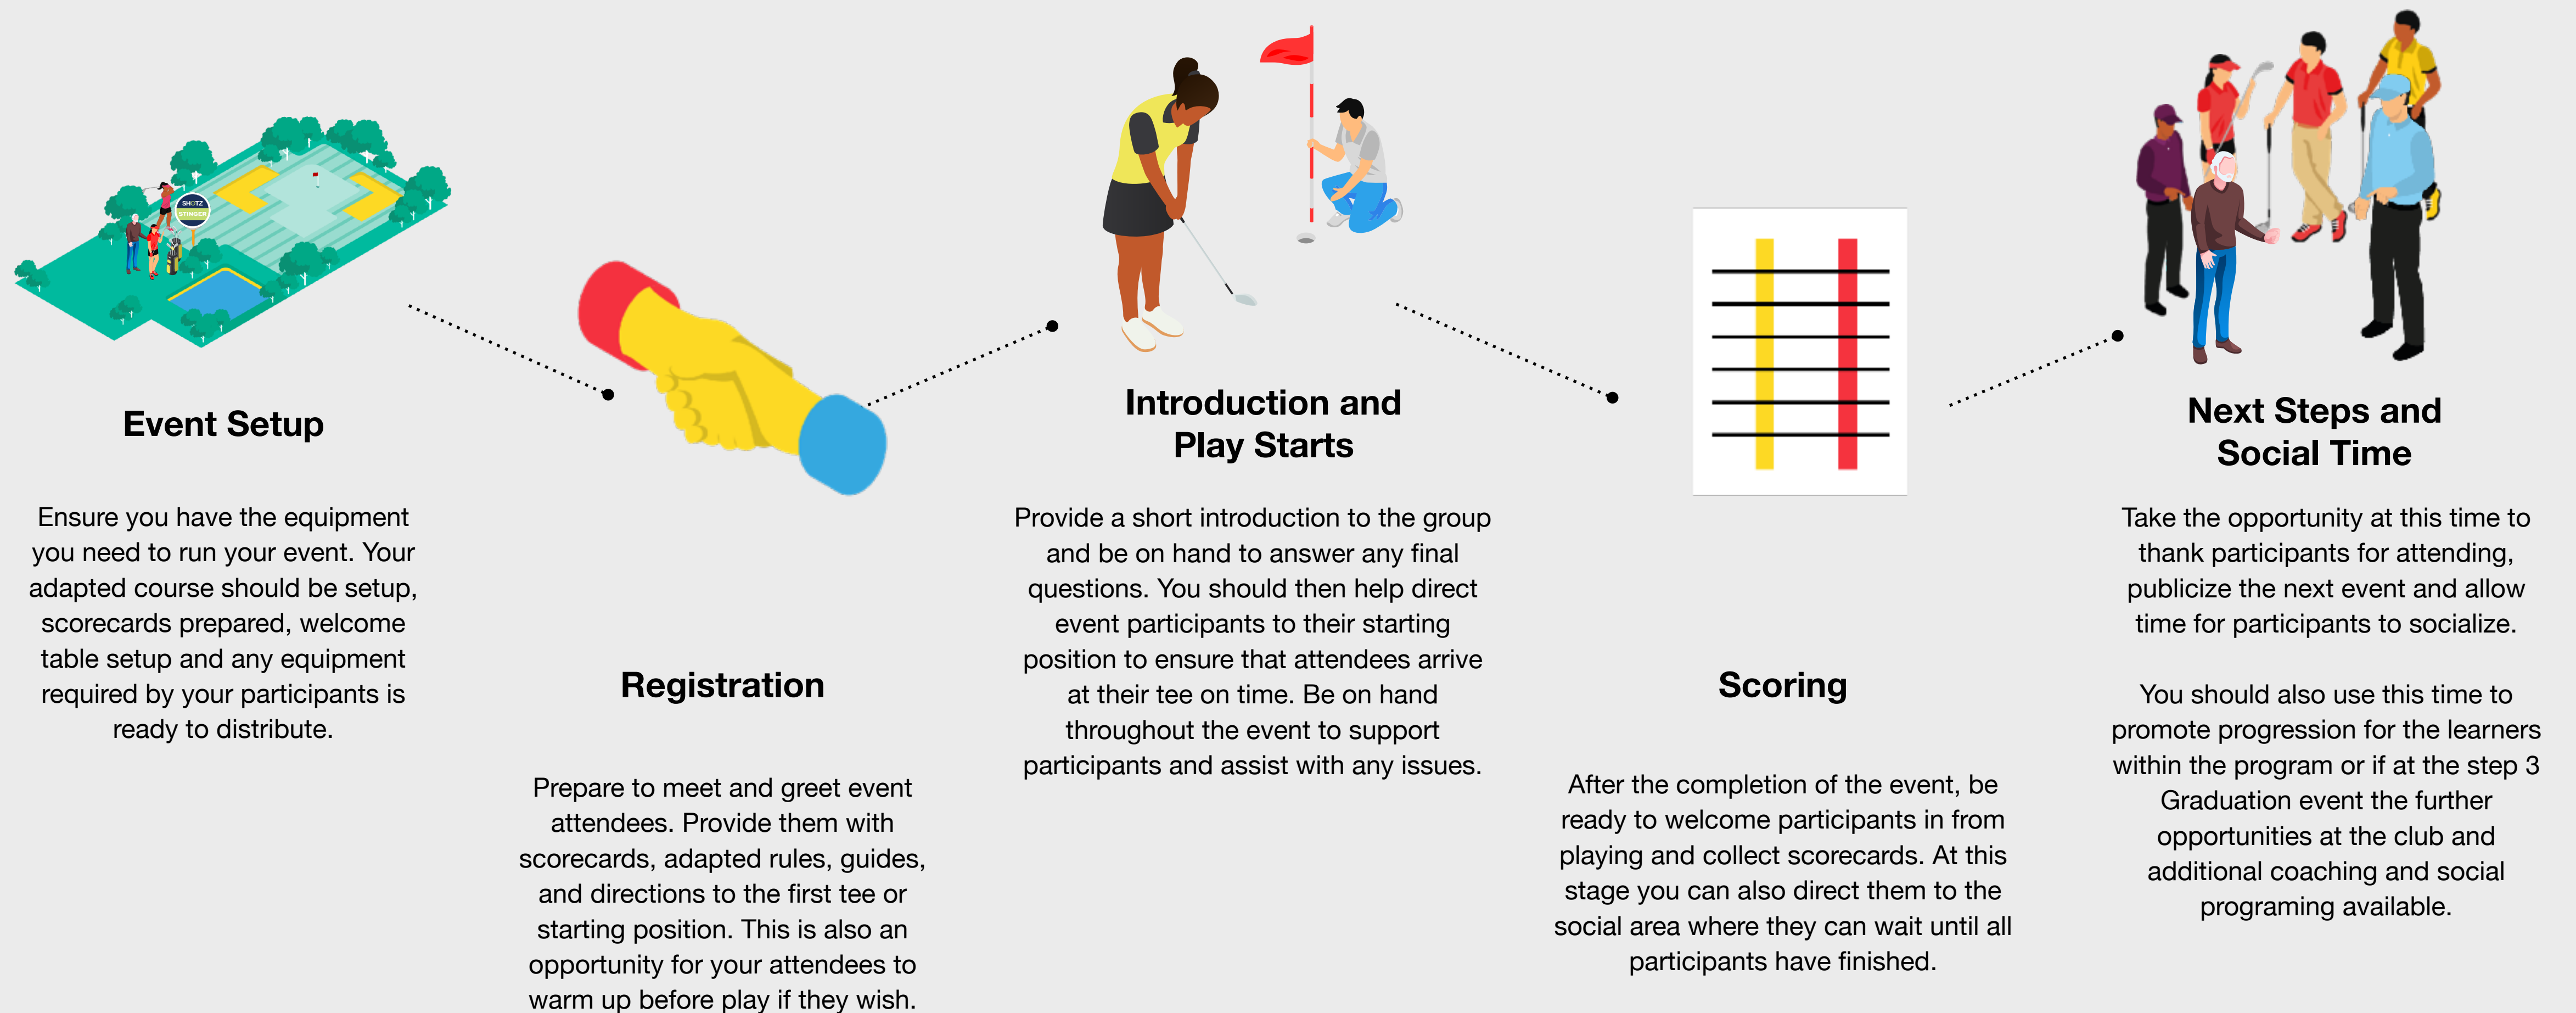 SHOTZ
STINGER
Event Setup
Ensure you have the equipment
you need to run your event. Your
adapted course should be setup,
scorecards prepared, welcome
table setup and any equipment
required by your participants is
ready to distribute.
Registration
Prepare to meet and greet event
attendees. Provide them with
scorecards, adapted rules, guides,
and directions to the first tee or
starting position. This is also an
opportunity for your attendees to
warm up before play if they wish.
Introduction and
Play Starts
Provide a short introduction to the group
and be on hand to answer any final
questions. You should then help direct
event participants to their starting
position to ensure that attendees arrive
at their tee on time. Be on hand
throughout the event to support
participants and assist with any issues.
Scoring
After the completion of the event, be
ready to welcome participants in from
playing and collect scorecards. At this
stage you can also direct them to the
social area where they can wait until all
participants have finished.
Next Steps and
Social Time
Take the opportunity at this time to
thank participants for attending,
publicize the next event and allow
time for participants to socialize.
You should also use this time to
promote progression for the learners
within the program or if at the step 3
Graduation event the further
opportunities at the club and
additional coaching and social
programing available.